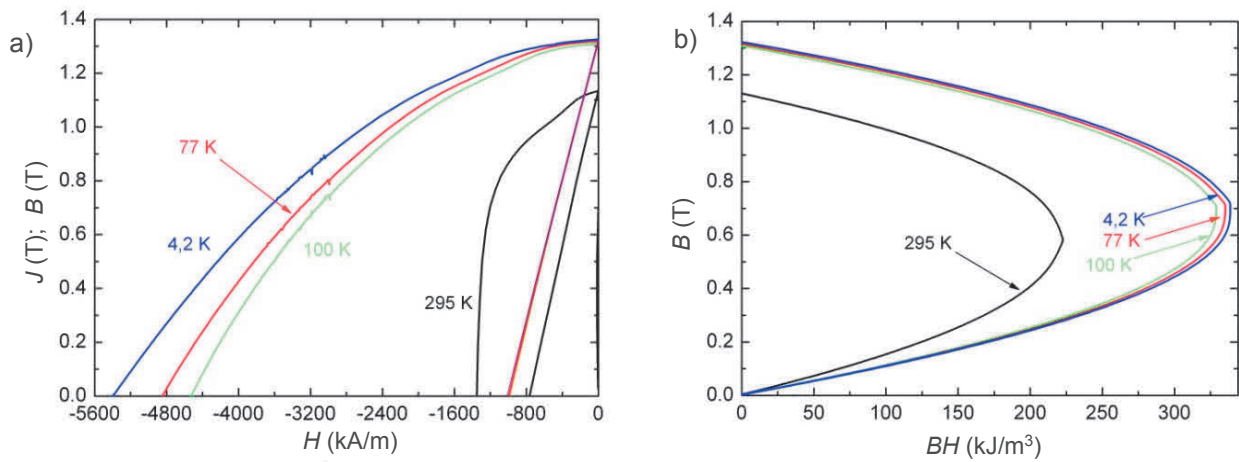 a)
1.4
1.2
1.0
0.8
0.6
0.4
0.2
0.0
J (T); B (T)
77 K
4,2 K
100 K
295 K
-5600 -4800 -4000 -3200 -2400 -1600 -800 0
H (kA/m)
b)
1.4
1.2
1.0
0.8
0.6
0.4
0.2
0.0
B (T)
4,2 K
77 K
100 K
295 K
0 50 100 150 200 250 300
BH (kJ/m³)